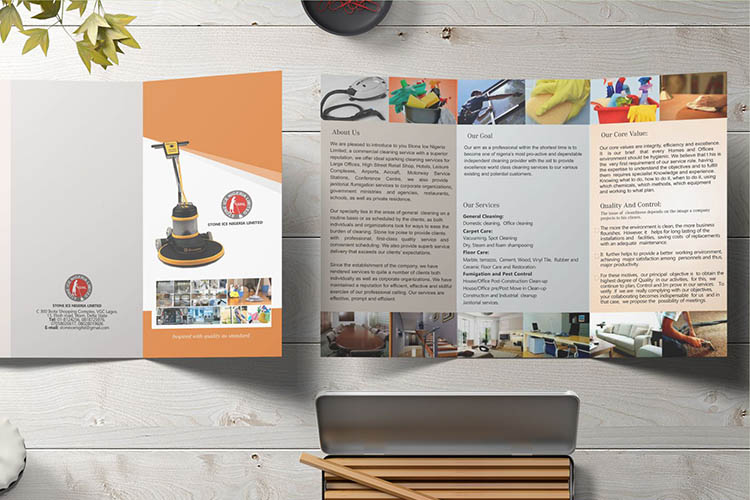 STONE ICE NIGERIA LIMITED
C 300 Ikota Shopping Complex, VGC Lagos.
STONE ICE NIGERIA LIMITED
Inspired with quality as standard
About Us
We are pleased to introduce to you Stone Ice Nigeria
Limited, a commercial cleaning service with a superior
reputation, we offer ideal sparking cleaning services for
Large Offices, High Street Retail Shop, Hotels, Leisure
Complexes, Airports, Aircraft, Motorway Service
Stations, Conference Centre, we also provide
janitorial fumigation services to corporate organizations,
government ministries and agencies, restaurants,
schools, as well as private residence.
Our specialty lies in the areas of general cleaning on a
routine basis or as scheduled by the clients, as both
individuals and organizations look for ways to ease the
burden of cleaning. Stone Ice poise to provide clients,
with professional, first-class quality service and
convenient scheduling. We also provide superb service
delivery that exceeds our clients' expectations.
Since the establishment of the company, we have
rendered services to quite a number of clients both
individually as well as corporate organizations. We have
maintained a reputation for efficient, effective and skillful
exercise of our professional calling. Our services are
effective, prompt and efficient.
Our Goal
Our aim as a professional within the shortest time is to
become one of nigeria's most pro-active and dependable
independent cleaning provider with the aid to provide
excellence world class cleaning services to our various
existing and potential customers.
Our Services
General Cleaning:
Domestic cleaning, Office cleaning
Carpet Care:
Vacuuming, Spot Cleaning
Dry, Steam and foam shampooing
Floor Care:
Marble terrazzo, Cement, Wood, Vinyl Tile, Rubber and
Ceramic Floor Care and Restoration
Fumigation and Pest Control
House/Office Post-Construction Clean-up
House/Office pre/Post Move in Clean-up
Construction and Industrial cleanup
Janitorial services.
Our Core Value:
Our core values are integrity, efficiency and excellence.
It is our brief that every Homes and Offices
environment should be hygienic. We believe that this is
the very first requirement of our service role, having
the expertise to understand the objectives and to fulfill
them requires specialist Knowledge and Experience.
Knowing what to do, how to do it, when to do it, using
which chemicals, which methods, which equipment
and working to what plan.
Quality And Control:
The issue of cleanliness depends on the image a company
projects to his clients.
The more the environment is clean, the more business
flourishes. However, it helps for long lasting of the
installations and facilities, saving costs of replacements
with an adequate maintenance.
It further helps to provide a better working environment,
achieving major satisfaction among personnels and thus,
major productivity.
For these motives, our principal objective is to obtain the
highest degree of Quality in our activities, for this, we
continue to plan, Control and Improve in our services. To
verify if we are really complying with our objectives,
your collaborating becomes indispensable for us and in
that case, we propose the possibility of meetings.